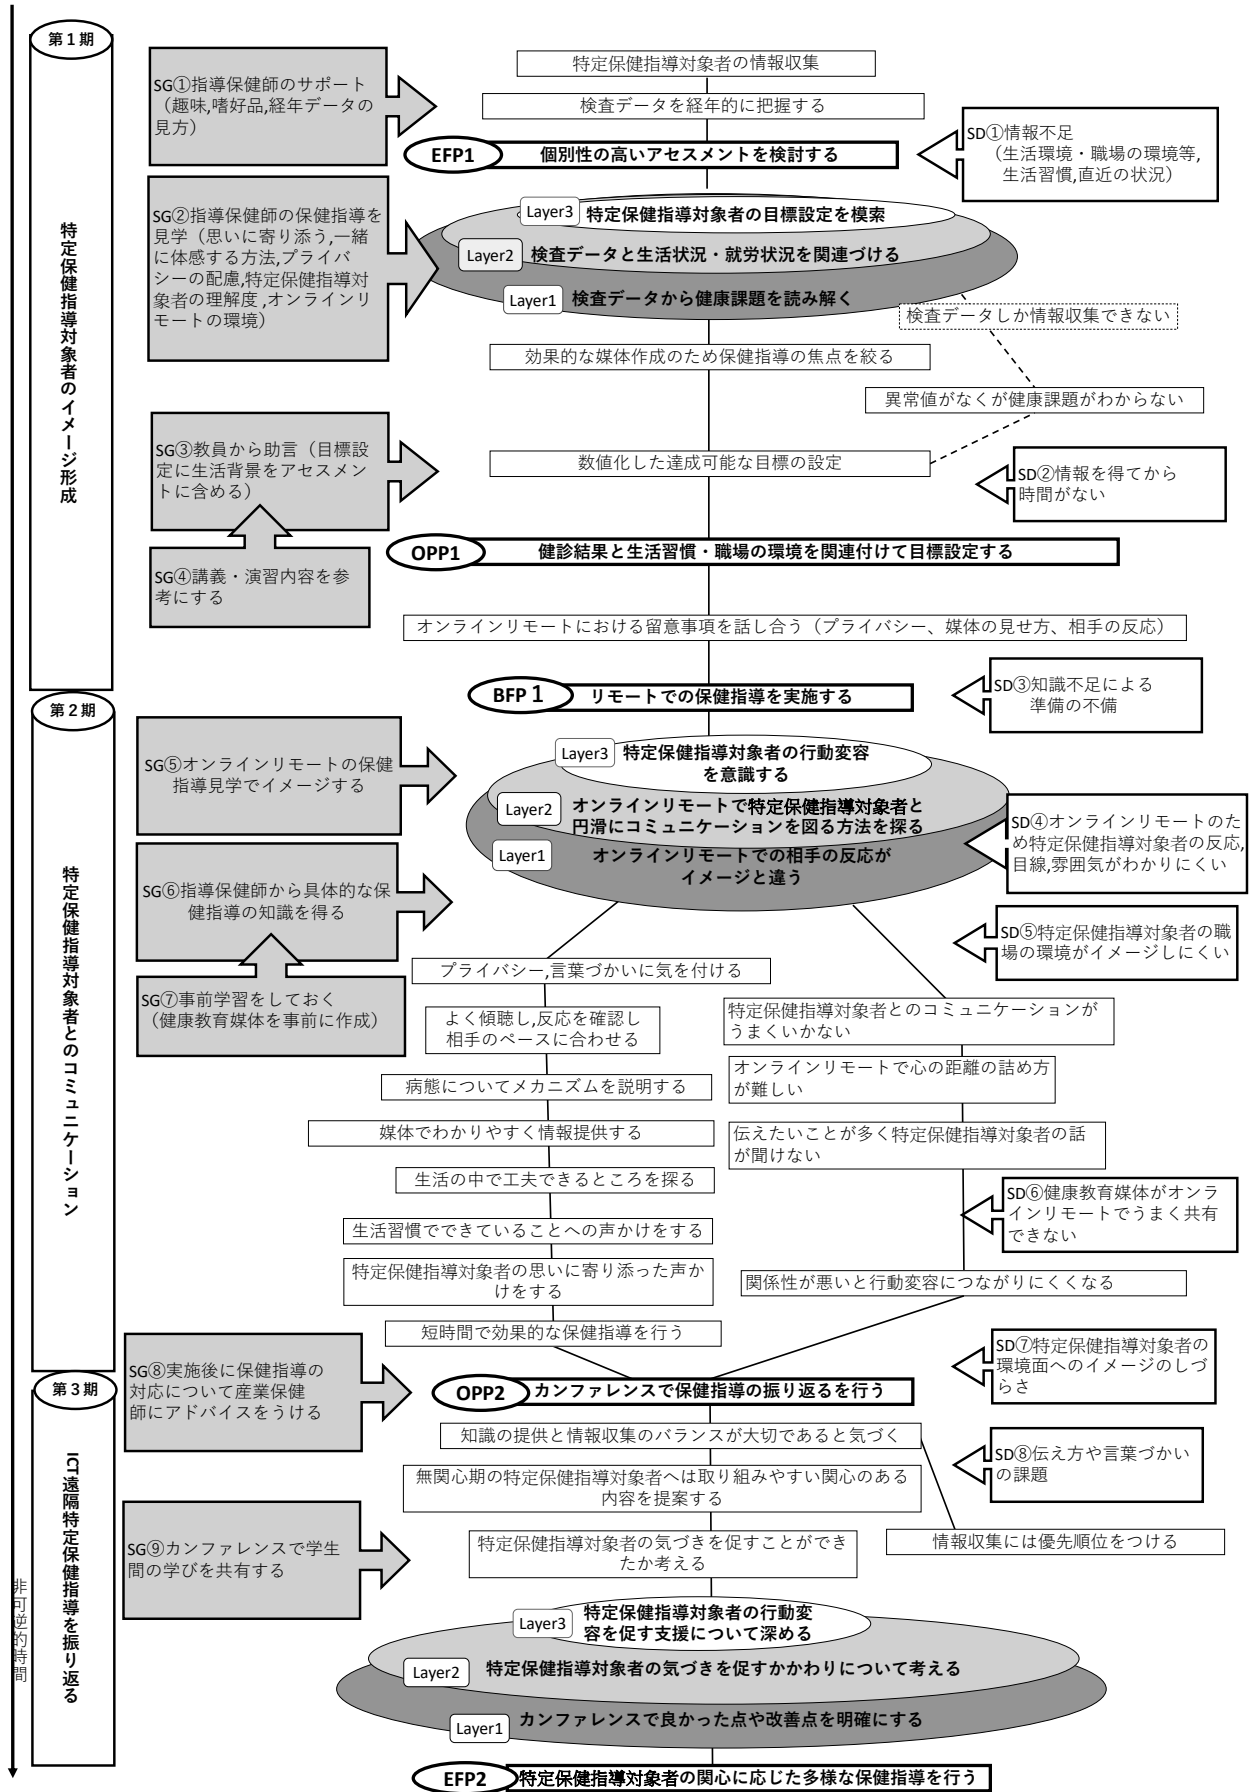 第1期
特定保健指導対象者のイメージ形成
SG①指導保健師のサポート
（趣味,嗜好品,経年データの
見方）
特定保健指導対象者の情報収集
検査データを経年的に把握する
EFP1
個別性の高いアセスメントを検討する
SD①情報不足
（生活環境・職場の環境等,
生活習慣,直近の状況）
SG②指導保健師の保健指導を
見学（思いに寄り添う,一緒
に体感する方法,プライバ
シーの配慮,特定保健指導対
象者の理解度,オンラインリ
モートの環境）
Layer3
特定保健指導対象者の目標設定を模索
Layer2
検査データと生活状況・就労状況を関連づける
Layer1
検査データから健康課題を読み解く
検査データしか情報収集できない
効果的な媒体作成のため保健指導の焦点を絞る
異常値がなくが健康課題がわからない
SG③教員から助言（目標設
定に生活背景をアセスメン
トに含める）
数値化した達成可能な目標の設定
SD②情報を得てから
時間がない
OPP1
健診結果と生活習慣・職場の環境を関連付けて目標設定する
SG④講義・演習内容を参
考にする
オンラインリモートにおける留意事項を話し合う（プライバシー、媒体の見せ方、相手の反応）
BFP１
リモートでの保健指導を実施する
SD③知識不足による
準備の不備
第2期
特定保健指導対象者とのコミュニケーション
SG⑤オンラインリモートの保健
指導見学でイメージする
Layer3
特定保健指導対象者の行動変容
を意識する
Layer2
オンラインリモートで特定保健指導対象者と
円滑にコミュニケーションを図る方法を探る
Layer1
オンラインリモートでの相手の反応が
イメージと違う
SD④オンラインリモートのた
め特定保健指導対象者の反応,
目線,雰囲気がわかりにくい
SG⑥指導保健師から具体的な保
健指導の知識を得る
SD⑤特定保健指導対象者の職
場の環境がイメージしにくい
SG⑦事前学習をしておく
（健康教育媒体を事前に作成）
プライバシー,言葉づかいに気を付ける
よく傾聴し,反応を確認し
相手のペースに合わせる
病態についてメカニズムを説明する
媒体でわかりやすく情報提供する
生活の中で工夫できるところを探る
生活習慣でできていることへの声かけをする
特定保健指導対象者の思いに寄り添った声か
けをする
短時間で効果的な保健指導を行う
特定保健指導対象者とのコミュニケーションが
うまくいかない
オンラインリモートで心の距離の詰め方
が難しい
伝えたいことが多く特定保健指導対象者の話
が聞けない
SD⑥健康教育媒体がオンラ
インリモートでうまく共有
できない
関係性が悪いと行動変容につながりにくくなる
第3期
ICT遠隔特定保健指導を振り返る
SG⑧実施後に保健指導の
対応について産業保健
師にアドバイスをうける
SD⑦特定保健指導対象者の
環境面へのイメージのしづ
らさ
OPP2
カンファレンスで保健指導の振り返るを行う
知識の提供と情報収集のバランスが大切であると気づく
SD⑧伝え方や言葉づかい
の課題
無関心期の特定保健指導対象者へは取り組みやすい関心のある
内容を提案する
情報収集には優先順位をつける
SG⑨カンファレンスで学生
間の学びを共有する
特定保健指導対象者の気づきを促すことができ
たか考える
Layer3
特定保健指導対象者の行動変
容を促す支援について深める
Layer2
特定保健指導対象者の気づきを促すかかわりについて考える
Layer1
カンファレンスで良かった点や改善点を明確にする
非可逆的時間
EFP2
特定保健指導対象者の関心に応じた多様な保健指導を行う